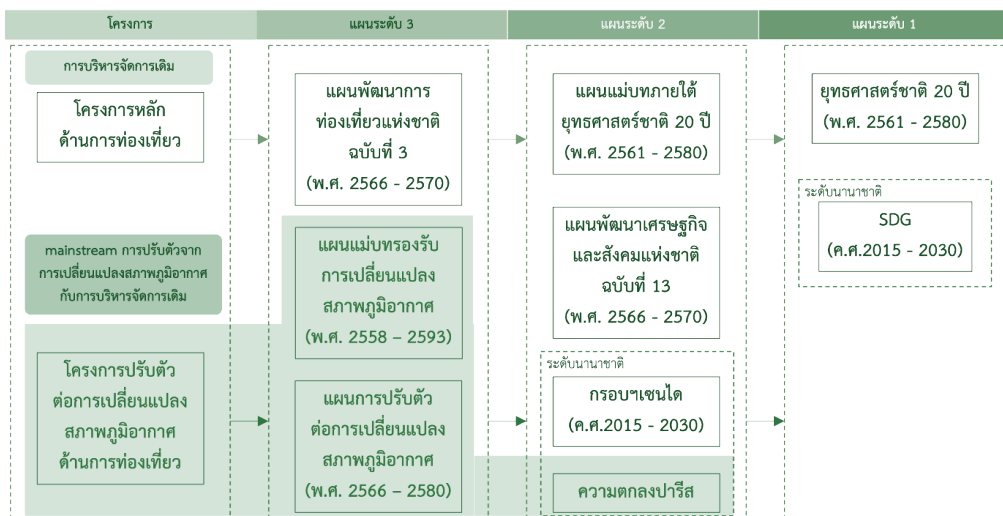 โครงการ
แผนระดับ 3
แผนระดับ 2
แผนระดับ 1
การบริหารจัดการเดิม
โครงการหลัก
ด้านการท่องเที่ยว
mainstream การปรับตัวจาก
การเปลี่ยนแปลงสภาพภูมิอากาศ
กับการบริหารจัดการเดิม
โครงการปรับตัว
ต่อการเปลี่ยนแปลง
สภาพภูมิอากาศ
ด้านการท่องเที่ยว
แผนพัฒนาการ
ท่องเที่ยวแห่งชาติ
ฉบับที่ 3
(พ.ศ. 2566 - 2570)
แผนแม่บทรองรับ
การเปลี่ยนแปลง
สภาพภูมิอากาศ
(พ.ศ. 2558 – 2593)
แผนการปรับตัว
ต่อการเปลี่ยนแปลง
สภาพภูมิอากาศ
(พ.ศ. 2566 - 2580)
แผนแม่บทภายใต้
ยุทธศาสตร์ชาติ 20 ปี
(พ.ศ. 2561 - 2580)
แผนพัฒนาเศรษฐกิจ
และสังคมแห่งชาติ
ฉบับที่ 13
(พ.ศ. 2566 - 2570)
ระดับนานาชาติ
กรอบฯเซนได
(ค.ศ.2015 - 2030)
ความตกลงปารีส
ยุทธศาสตร์ชาติ 20 ปี
(พ.ศ. 2561 - 2580)
ระดับนานาชาติ
SDG
(ค.ศ.2015 - 2030)